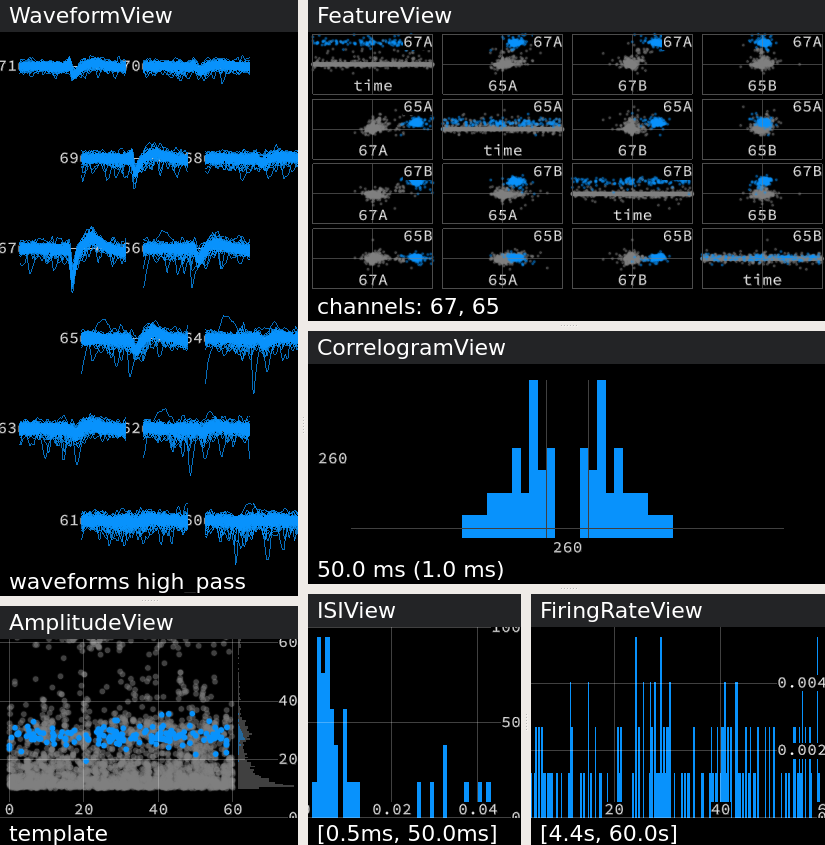 WaveformView
71 70
69 68
67 66
65 64
63 62
61 60
waveforms high_pass
FeatureView
67A 67A 67A 67A
time 65A 67B 65B
65A 65A 65A 65A
67A time 67B 65B
67B 67B 67B 67B
67A 65A time 65B
65B 65B 65B 65B
67A 65A 67B time
channels: 67, 65
CorrelogramView
260
260
50.0 ms (1.0 ms)
AmplitudeView
60
40
20
0
0 20 40 60
template
ISIView
100
50
0
0.02 0.04
[0.5ms, 50.0ms]
FiringRateView
0.004
0.002
20 40
[4.4s, 60.0s]